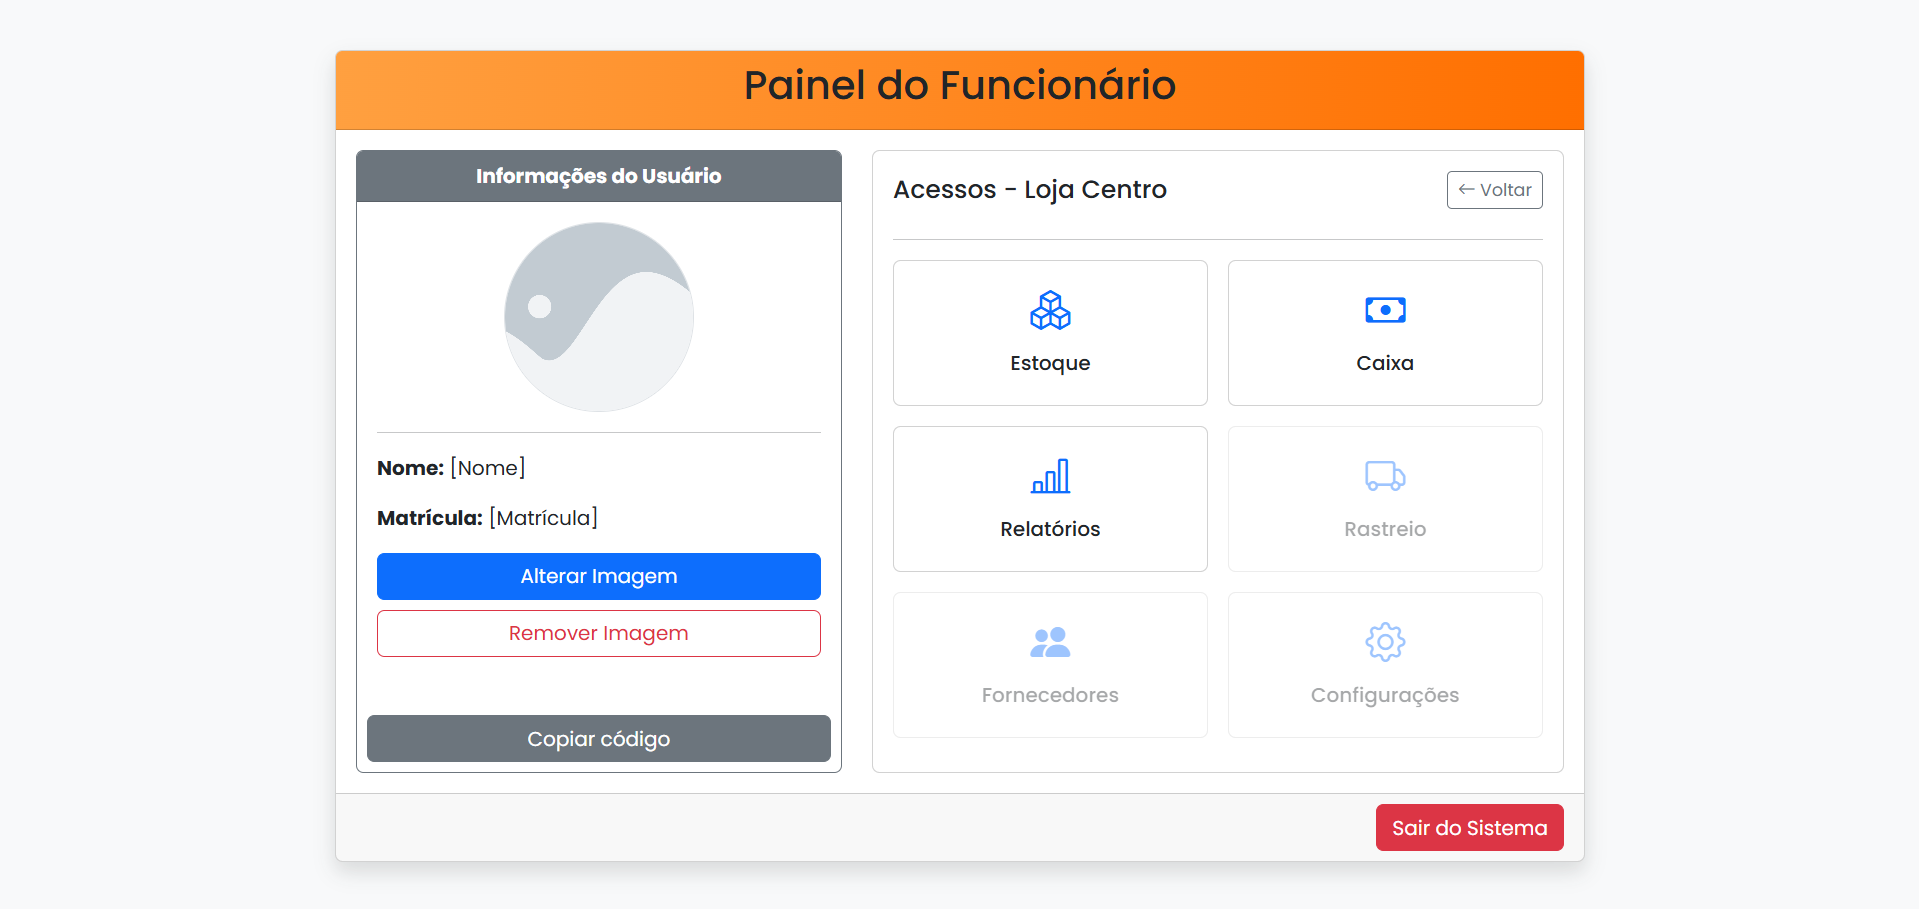 Painel do Funcionário
Informações do Usuário
Nome: [Nome]
Matrícula: [Matrícula]
Alterar Imagem
Remover Imagem
Copiar código
Acessos - Loja Centro
← Voltar
Estoque
Caixa
Relatórios
Rastreio
Fornecedores
Configurações
Sair do Sistema